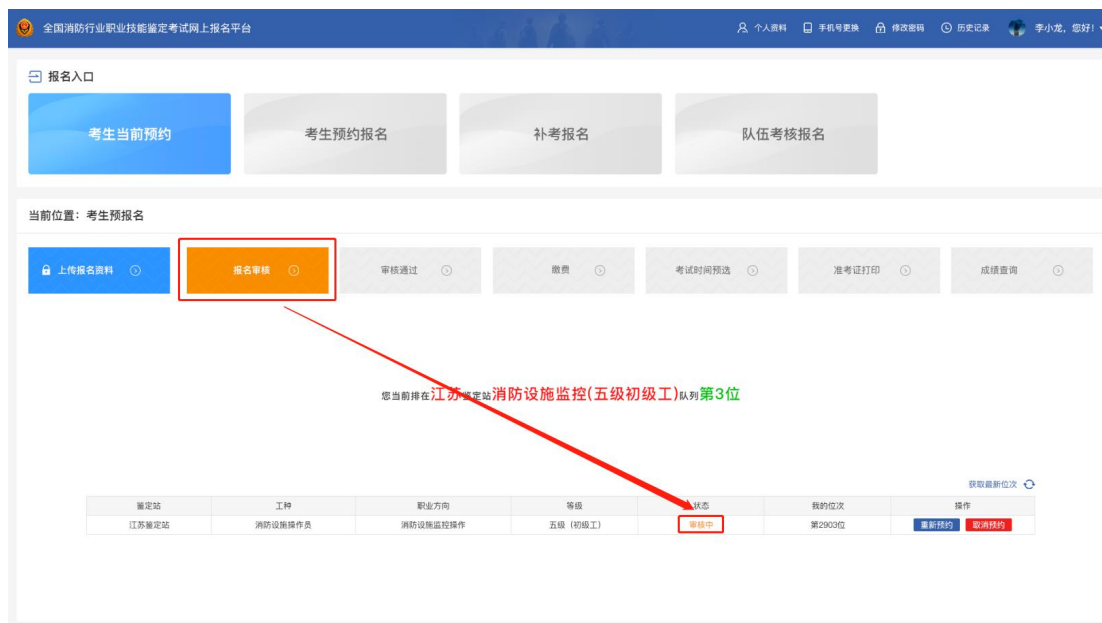 全国消防行业职业技能鉴定考试网上报名平台 个人资料 手机号更换 修改密码 历史记录 李小龙，您好！
报名入口
考生当前预约 考生预约报名 补考报名 队伍考核报名
当前位置：考生预报名
上传报名资料 报名审核 审核通过 缴费 考试时间预选 准考证打印 成绩查询
您当前排在江苏鉴定站消防设施监控(五级初级工)队列第3位
获取最新位次
鉴定站 工种 职业方向 等级 状态 我的位次 操作
江苏鉴定站 消防设施操作员 消防设施监控操作 五级（初级工） 审核中 第2903位 重新预约 取消预约